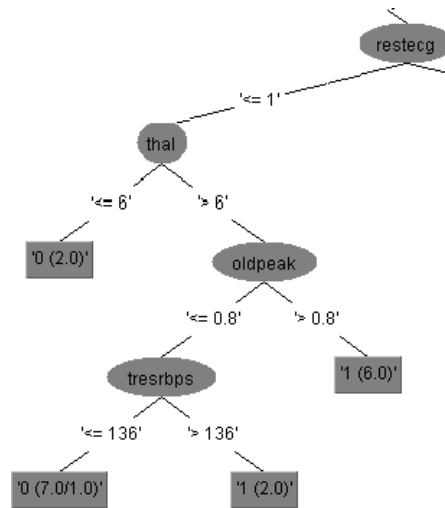 restecg
'<= 1'
thal
'<= 6' '> 6'
'0 (2.0)' oldpeak
'<= 0.8' '> 0.8'
tresrbps '1 (6.0)'
'<= 136' '> 136'
'0 (7.0/1.0)' '1 (2.0)'